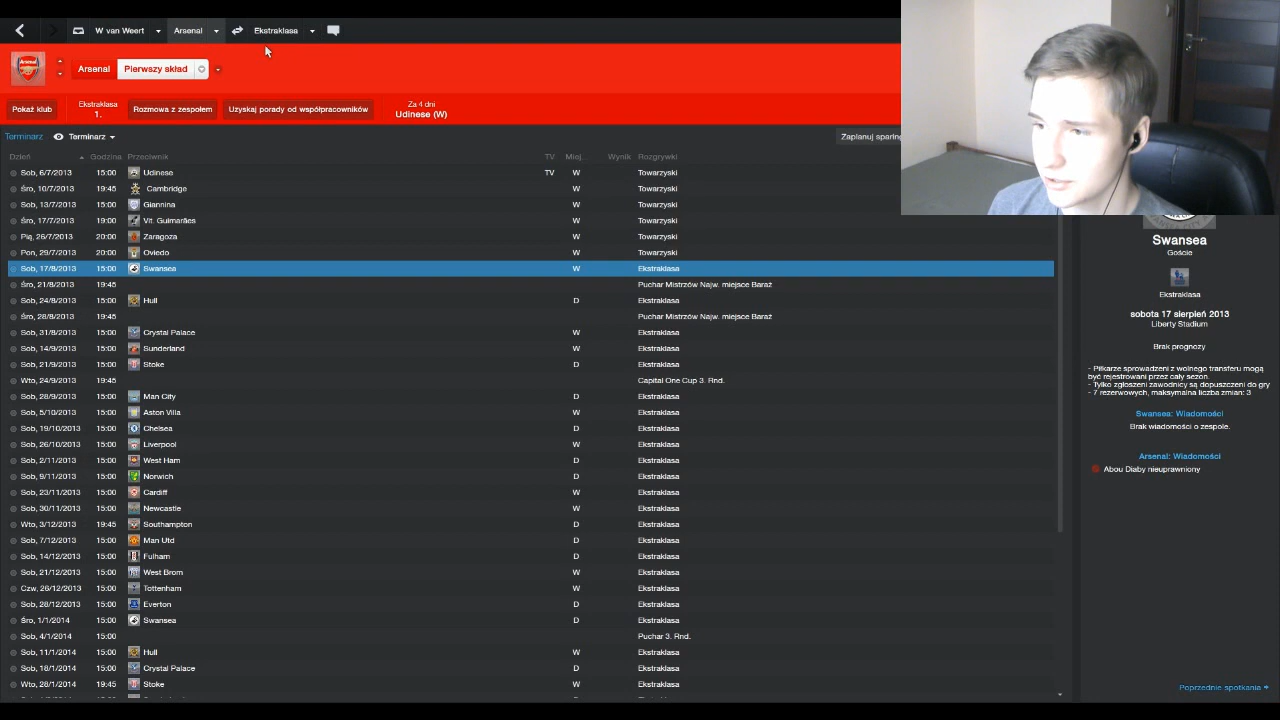 W van Weert Arsenal Ekstraklasa
Arsenal Pierwszy skład
Pokaż klub Ekstraklasa 1. Rozmowa z zespołem Uzyskaj porady od współpracowników Za 4 dni Udinese (W)
Terminarz Terminarz Zaplanuj sparing
Dzień Godzina Przeciwnik TV Miej... Wynik Rozgrywki
Sob, 6/7/2013 15:00 Udinese TV W Towarzyski
Śro, 10/7/2013 19:45 Cambridge W Towarzyski
Sob, 13/7/2013 15:00 Giannina W Towarzyski
Śro, 17/7/2013 19:00 Vit. Guimarães W Towarzyski
Pią, 26/7/2013 20:00 Zaragoza W Towarzyski
Pon, 29/7/2013 20:00 Oviedo W Towarzyski
Sob, 17/8/2013 15:00 Swansea W Ekstraklasa
Śro, 21/8/2013 19:45 Puchar Mistrzów Najw. miejsce Baraż
Sob, 24/8/2013 15:00 Hull D Ekstraklasa
Śro, 28/8/2013 19:45 Puchar Mistrzów Najw. miejsce Baraż
Sob, 31/8/2013 15:00 Crystal Palace W Ekstraklasa
Sob, 14/9/2013 15:00 Sunderland W Ekstraklasa
Sob, 21/9/2013 15:00 Stoke D Ekstraklasa
Wto, 24/9/2013 19:45 Capital One Cup 3. Rnd.
Sob, 28/9/2013 15:00 Man City D Ekstraklasa
Sob, 5/10/2013 15:00 Aston Villa W Ekstraklasa
Sob, 19/10/2013 15:00 Chelsea D Ekstraklasa
Sob, 26/10/2013 15:00 Liverpool W Ekstraklasa
Sob, 2/11/2013 15:00 West Ham D Ekstraklasa
Sob, 9/11/2013 15:00 Norwich D Ekstraklasa
Sob, 23/11/2013 15:00 Cardiff W Ekstraklasa
Sob, 30/11/2013 15:00 Newcastle W Ekstraklasa
Wto, 3/12/2013 19:45 Southampton D Ekstraklasa
Sob, 7/12/2013 15:00 Man Utd D Ekstraklasa
Sob, 14/12/2013 15:00 Fulham D Ekstraklasa
Sob, 21/12/2013 15:00 West Brom W Ekstraklasa
Czw, 26/12/2013 15:00 Tottenham W Ekstraklasa
Sob, 28/12/2013 15:00 Everton D Ekstraklasa
Śro, 1/1/2014 15:00 Swansea D Ekstraklasa
Sob, 4/1/2014 15:00 Puchar 3. Rnd.
Sob, 11/1/2014 15:00 Hull W Ekstraklasa
Sob, 18/1/2014 15:00 Crystal Palace D Ekstraklasa
Wto, 28/1/2014 19:45 Stoke W Ekstraklasa
Swansea
Goście
Ekstraklasa
sobota 17 sierpień 2013
Liberty Stadium
Brak prognozy
- Piłkarze sprowadzeni z wolnego transferu mogą
być rejestrowani przez cały sezon.
- Tylko zgłoszeni zawodnicy są dopuszczeni do gry
- 7 rezerwowych, maksymalna liczba zmian: 3
Swansea: Wiadomości
Brak wiadomości o zespole.
Arsenal: Wiadomości
Abou Diaby nieuprawniony
Poprzednie spotkania